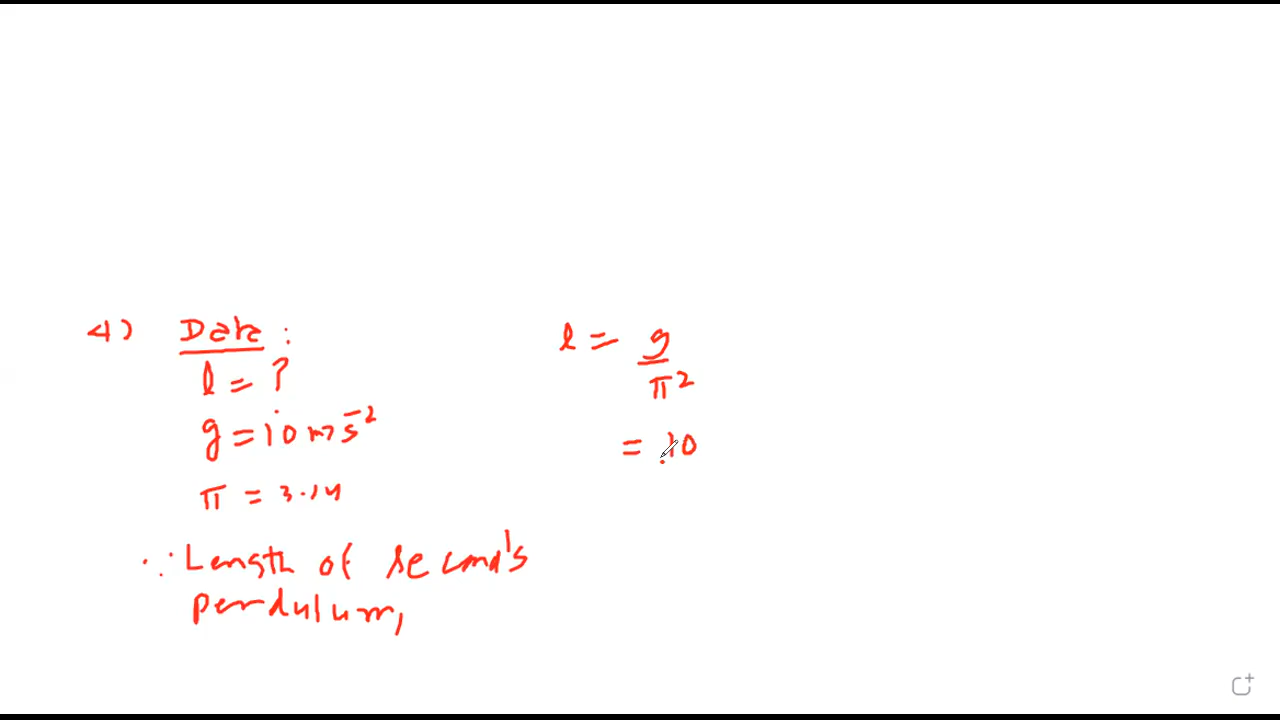 4) Data :
l = ?
g = 10 ms⁻²
π = 3.14
∵ Length of second's
pendulum,
l = g
π²
= 10